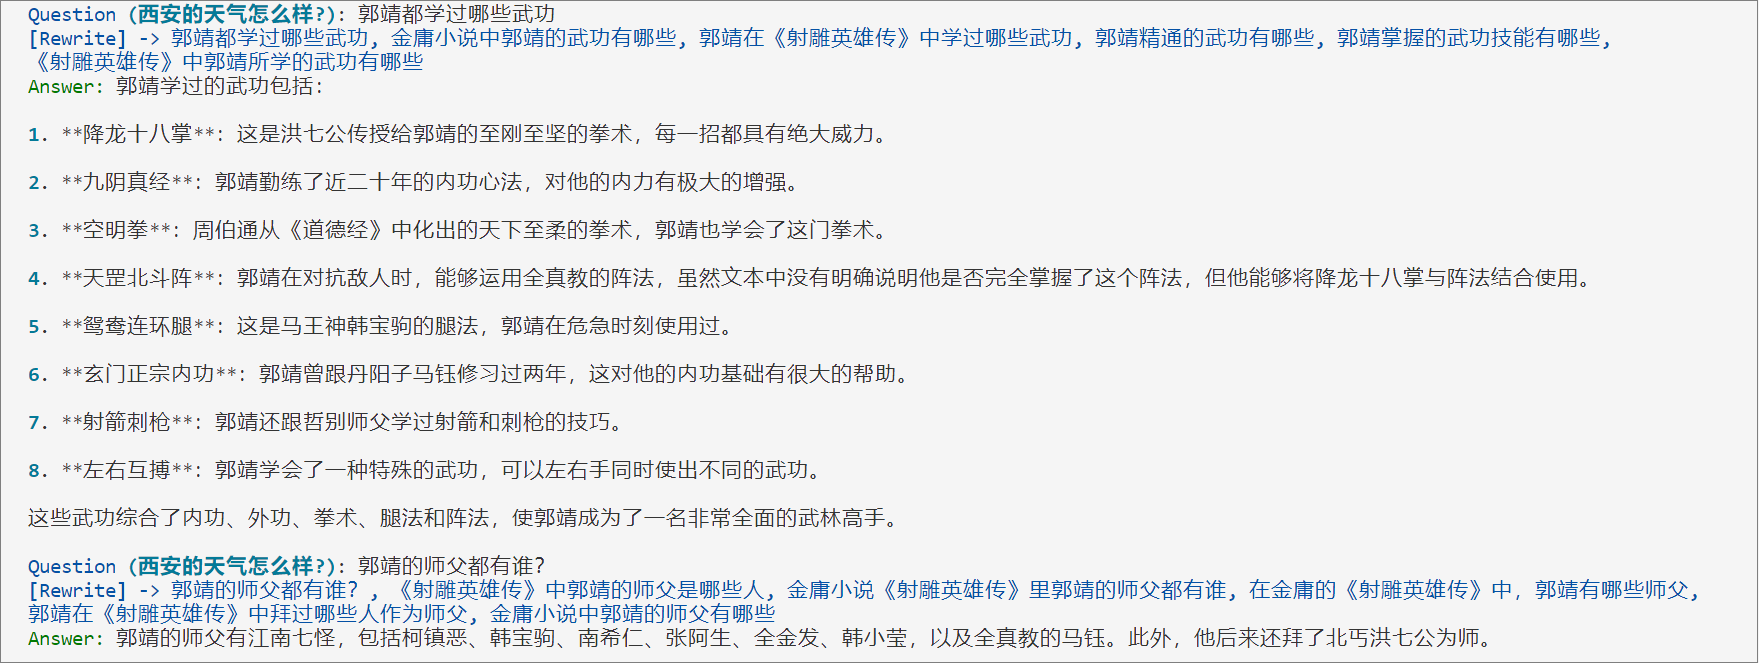 Question (西安的天气怎么样?): 郭靖都学过哪些武功
[Rewrite] -> 郭靖都学过哪些武功, 金庸小说中郭靖的武功有哪些, 郭靖在《射雕英雄传》中学过哪些武功, 郭靖精通的武功有哪些, 郭靖掌握的武功技能有哪些,
《射雕英雄传》中郭靖所学的武功有哪些
Answer: 郭靖学过的武功包括:
1. **降龙十八掌**: 这是洪七公传授给郭靖的至刚至坚的拳术，每一招都具有绝大威力。
2. **九阴真经**: 郭靖勤练了近二十年的内功心法，对他的内力有极大的增强。
3. **空明拳**: 周伯通从《道德经》中化出的天下至柔的拳术，郭靖也学会了这门拳术。
4. **天罡北斗阵**: 郭靖在对抗敌人时，能够运用全真教的阵法，虽然文本中没有明确说明他是否完全掌握了这个阵法，但他能够将降龙十八掌与阵法结合使用。
5. **鸳鸯连环腿**: 这是马王神韩宝驹的腿法，郭靖在危急时刻使用过。
6. **玄门正宗内功**: 郭靖曾跟丹阳子马钰修习过两年，这对他的内功基础有很大的帮助。
7. **射箭刺枪**: 郭靖还跟哲别师父学过射箭和刺枪的技巧。
8. **左右互搏**: 郭靖学会了一种特殊的武功，可以左右手同时使出不同的武功。
这些武功综合了内功、外功、拳术、腿法和阵法，使郭靖成为了一名非常全面的武林高手。
Question (西安的天气怎么样?): 郭靖的师父都有谁?
[Rewrite] -> 郭靖的师父都有谁? , 《射雕英雄传》中郭靖的师父是哪些人, 金庸小说《射雕英雄传》里郭靖的师父都有谁, 在金庸的《射雕英雄传》中，郭靖有哪些师父,
郭靖在《射雕英雄传》中拜过哪些人作为师父, 金庸小说中郭靖的师父有哪些
Answer: 郭靖的师父有江南七怪，包括柯镇恶、韩宝驹、南希仁、张阿生、全金发、韩小莹，以及全真教的马钰。此外，他后来还拜了北丐洪七公为师。